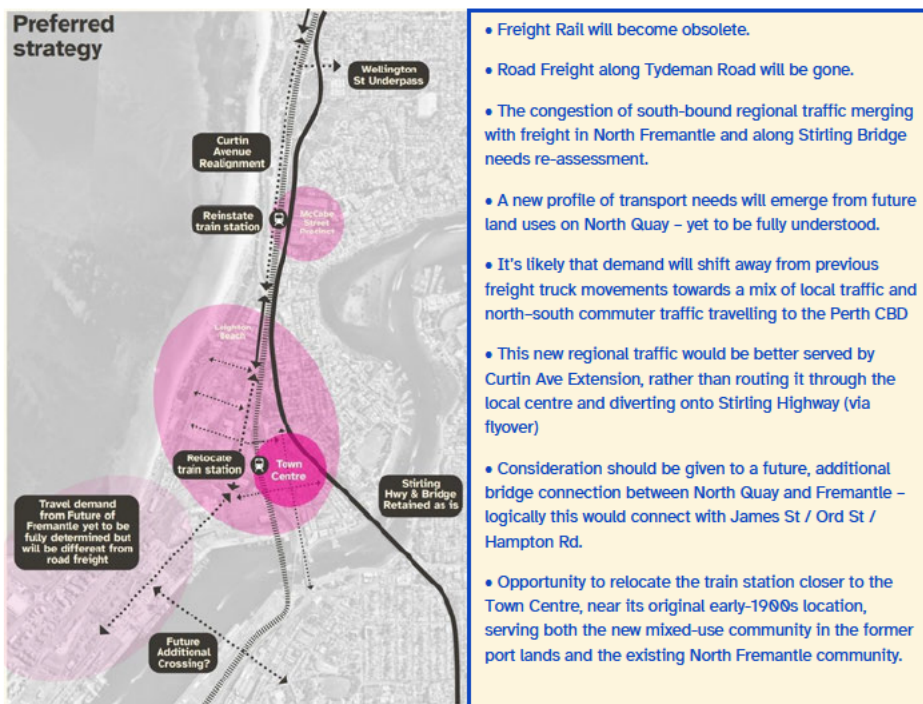 Preferred
strategy
Wellington
St Underpass
Curtin
Avenue
Realignment
Reinstate
train station
McCabe
Street
Precinct
Leighton
Beach
Relocate
train station
Town
Centre
Stirling
Hwy & Bridge
Retained as is
Travel demand
from Future of
Fremantle yet to be
fully determined but
will be different from
road freight
Future
Additional
Crossing?
• Freight Rail will become obsolete.
• Road Freight along Tydeman Road will be gone.
• The congestion of south-bound regional traffic merging
with freight in North Fremantle and along Stirling Bridge
needs re-assessment.
• A new profile of transport needs will emerge from future
land uses on North Quay – yet to be fully understood.
• It's likely that demand will shift away from previous
freight truck movements towards a mix of local traffic and
north-south commuter traffic travelling to the Perth CBD
• This new regional traffic would be better served by
Curtin Ave Extension, rather than routing it through the
local centre and diverting onto Stirling Highway (via
flyover)
• Consideration should be given to a future, additional
bridge connection between North Quay and Fremantle –
logically this would connect with James St / Ord St /
Hampton Rd.
• Opportunity to relocate the train station closer to the
Town Centre, near its original early-1900s location,
serving both the new mixed-use community in the former
port lands and the existing North Fremantle community.